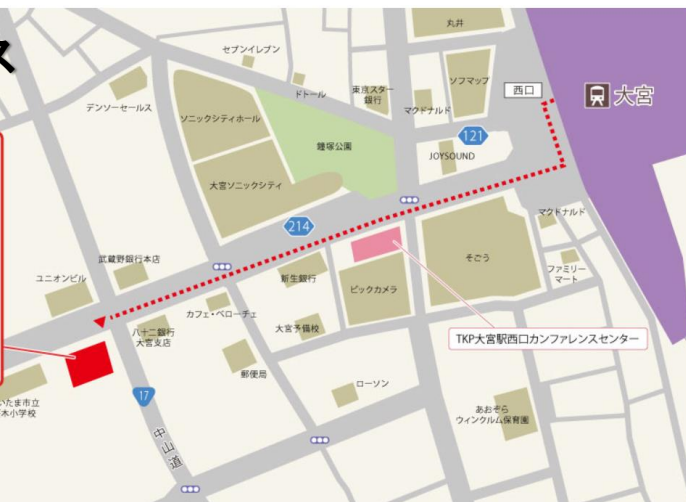 ス
丸井
セブンイレブン
ソフマップ
西口
大宮
デンソーセールス
ドトール
東京スター
銀行
マクドナルド
ソニックシティホール
鐘塚公園
121
JOYSOUND
大宮ソニックシティ
マクドナルド
214
そごう
武蔵野銀行本店
新生銀行
ファミリー
マート
ユニオンビル
ビックカメラ
カフェ・ベローチェ
八十二銀行
大宮支店
大宮予備校
TKP大宮駅西口カンファレンスセンター
郵便局
17
ローソン
いたま市立
木小学校
あおぞら
ウィンクルム保育園
中山道